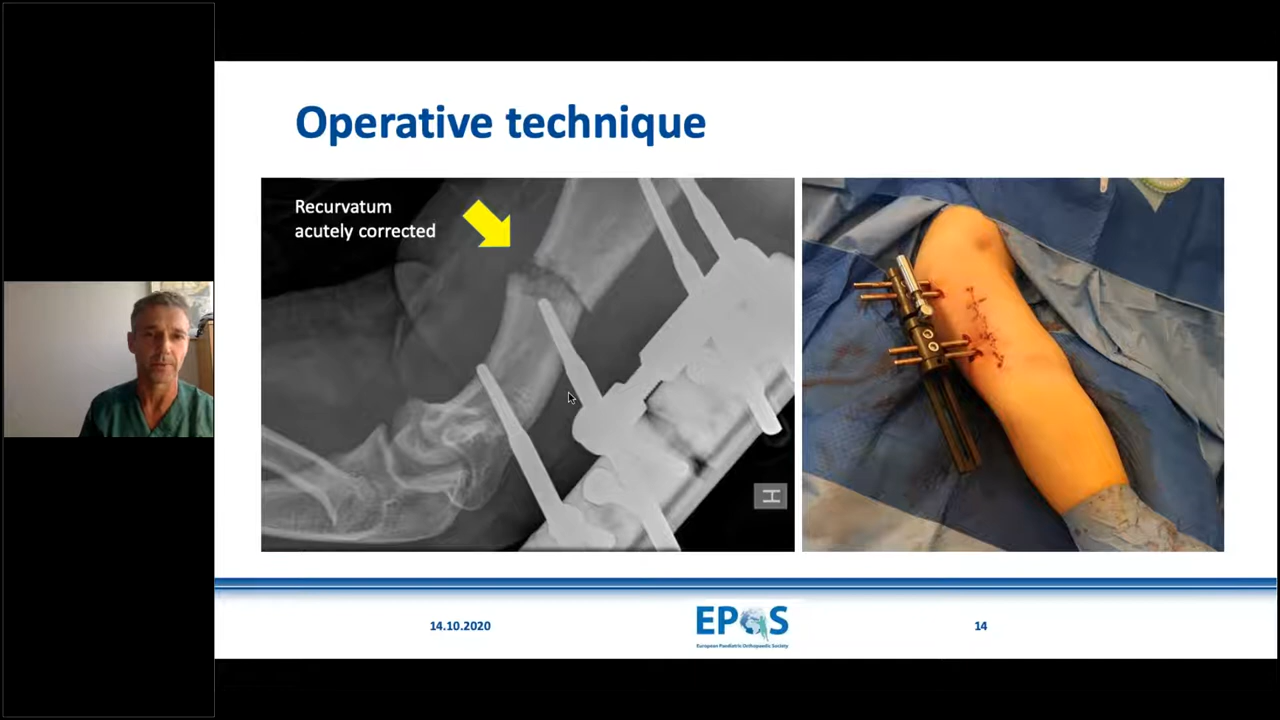 Operative technique
Recurvatum
acutely corrected
H
14.10.2020
EPOS
European Paediatric Orthopaedic Society
14